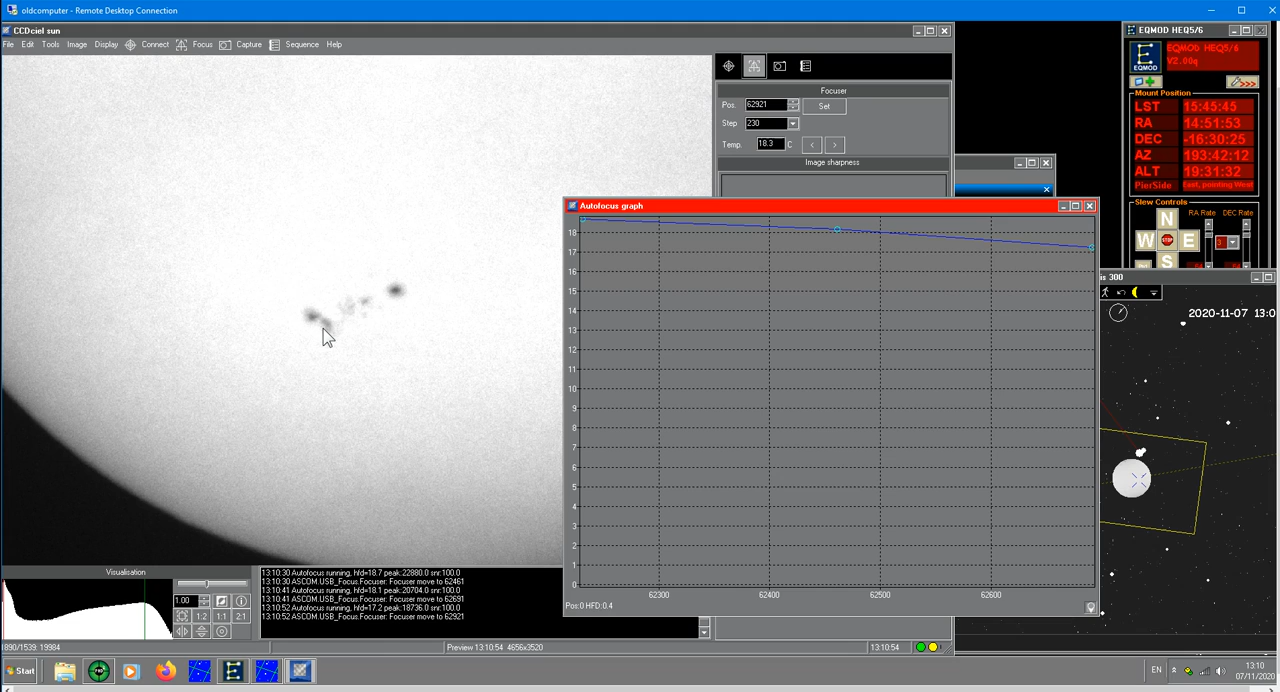 oldcomputer - Remote Desktop Connection
CCDciel sun
File Edit Tools Image Display Connect Focus Capture Sequence Help
Focuser
Pos. 62921 Set
Step 230
Temp. 18.3 C < >
Image sharpness
EQMOD HEQ5/6
EQMOD
EQMOD HEQ5/6
V2.00q
Mount Position
LST 15:45:45
RA 14:51:53
DEC -16:30:25
AZ 193:42:12
ALT 19:31:32
PierSide East, pointing West
Slew Controls
RA Rate DEC Rate
N
W STOP E 3
S
Autofocus graph
18
17
16
15
14
13
12
11
10
9
8
7
6
5
4
3
2
1
0
62300 62400 62500 62600
Pos:0 HFD:0.4
is 300
2020-11-07 13:0
Visualisation
1.00
1:2 1:1 2:1
13:10:30 Autofocus running, hfd=18.7 peak:22880.0 snr:100.0
13:10:30 ASCOM.USB_Focus.Focuser: Focuser move to 62461
13:10:41 Autofocus running, hfd=18.1 peak:20704.0 snr:100.0
13:10:41 ASCOM.USB_Focus.Focuser: Focuser move to 62691
13:10:52 Autofocus running, hfd=17.2 peak:18736.0 snr:100.0
13:10:52 ASCOM.USB_Focus.Focuser: Focuser move to 62921
1890/1539: 19984 Preview 13:10:54 4656x3520 13:10:54
Start EN 13:10
07/11/2020